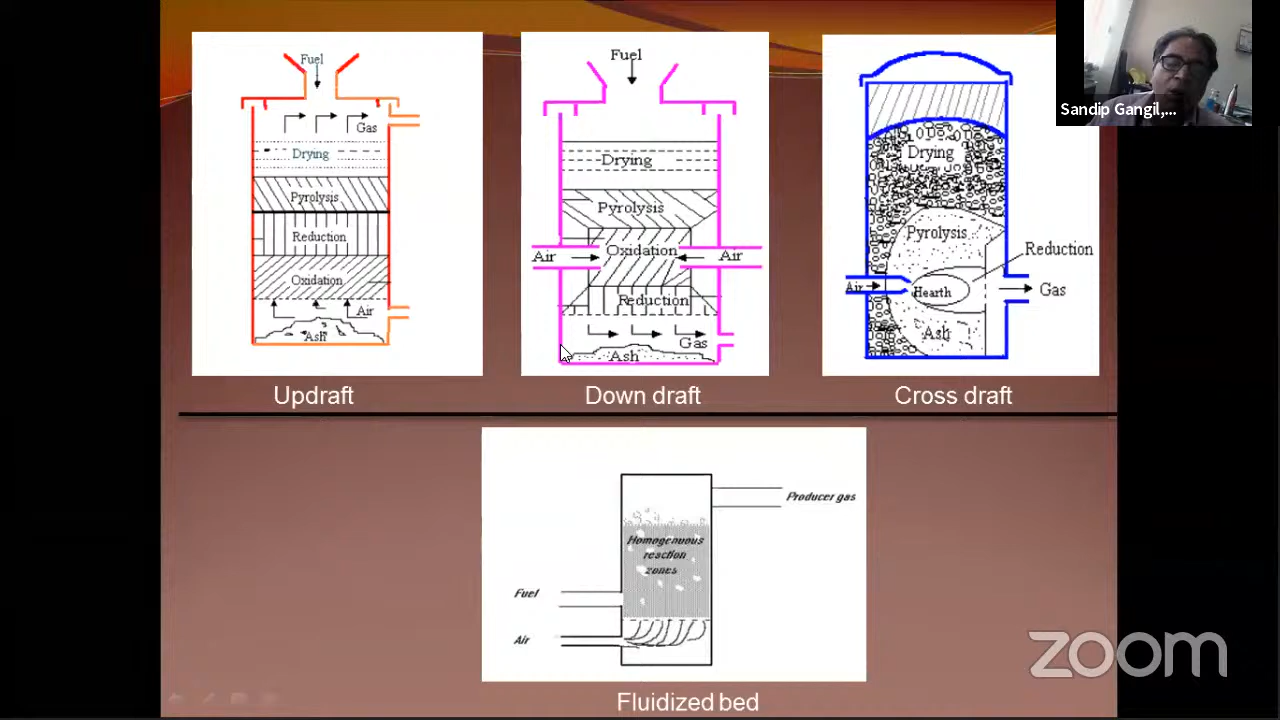 Sandip Gangil,...
Fuel
Gas
Drying
Pyrolysis
Reduction
Oxidation
Air
Ash
Updraft
Fuel
Drying
Pyrolysis
Air
Oxidation
Air
Reduction
Gas
Ash
Down draft
Drying
Pyrolysis
Reduction
Air
Hearth
Gas
Ash
Cross draft
Producer gas
Homogenuous
reaction
zones
Fuel
Air
Fluidized bed
zoom